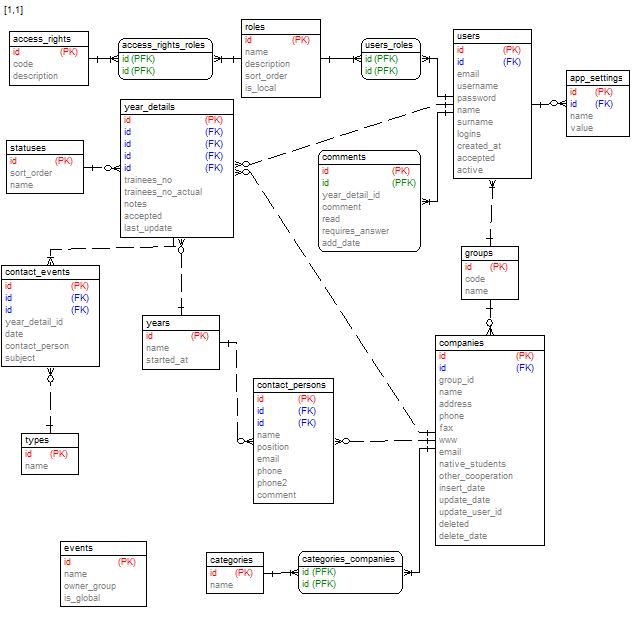 [1,1]
access_rights
id (PK)
code
description
access_rights_roles
id (PFK)
id (PFK)
roles
id (PK)
name
description
sort_order
is_local
users_roles
id (PFK)
id (PFK)
users
id (PK)
id (FK)
email
username
password
name
surname
logins
created_at
accepted
active
app_settings
id (PK)
id (FK)
name
value
year_details
id (PK)
id (FK)
id (FK)
id (FK)
id (FK)
trainees_no
trainees_no_actual
notes
accepted
last_update
statuses
id (PK)
sort_order
name
comments
id (PK)
id (PFK)
year_detail_id
comment
read
requires_answer
add_date
groups
id (PK)
code
name
contact_events
id (PK)
id (FK)
id (FK)
year_detail_id
date
contact_person
subject
years
id (PK)
name
started_at
companies
id (PK)
id (FK)
group_id
name
address
phone
fax
www
email
native_students
other_cooperation
insert_date
update_date
update_user_id
deleted
delete_date
contact_persons
id (PK)
id (FK)
id (FK)
name
position
email
phone
phone2
comment
types
id (PK)
name
events
id (PK)
name
owner_group
is_global
categories
id (PK)
name
categories_companies
id (PFK)
id (PFK)